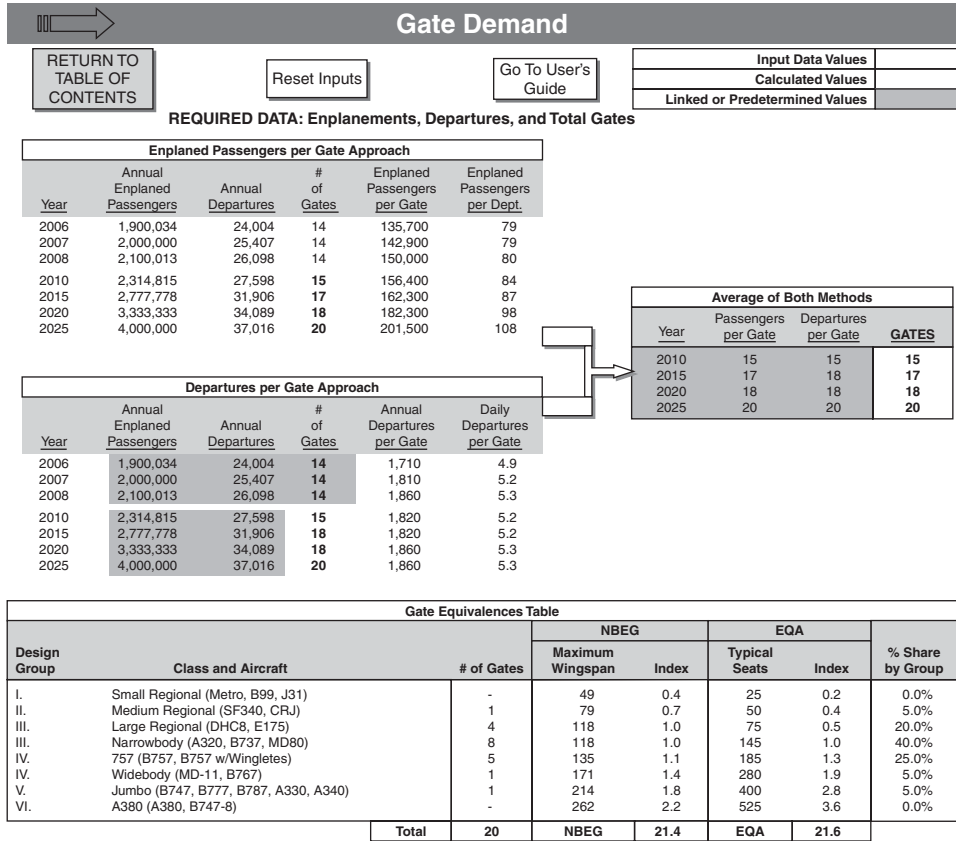 Gate Demand
RETURN TO
TABLE OF
CONTENTS
Reset Inputs
Go To User's
Guide
Input Data Values
Calculated Values
Linked or Predetermined Values
REQUIRED DATA: Enplanements, Departures, and Total Gates
Enplaned Passengers per Gate Approach
Annual # Enplaned Enplaned
Enplaned Annual of Passengers Passengers
Year Passengers Departures Gates per Gate per Dept.
2006 1,900,034 24,004 14 135,700 79
2007 2,000,000 25,407 14 142,900 79
2008 2,100,013 26,098 14 150,000 80
2010 2,314,815 27,598 15 156,400 84
2015 2,777,778 31,906 17 162,300 87
2020 3,333,333 34,089 18 182,300 98
2025 4,000,000 37,016 20 201,500 108
Average of Both Methods
Passengers Departures
Year per Gate per Gate GATES
2010 15 15 15
2015 17 18 17
2020 18 18 18
2025 20 20 20
Departures per Gate Approach
Annual # Annual Daily
Enplaned Annual of Departures Departures
Year Passengers Departures Gates per Gate per Gate
2006 1,900,034 24,004 14 1,710 4.9
2007 2,000,000 25,407 14 1,810 5.2
2008 2,100,013 26,098 14 1,860 5.3
2010 2,314,815 27,598 15 1,820 5.2
2015 2,777,778 31,906 18 1,820 5.2
2020 3,333,333 34,089 18 1,860 5.3
2025 4,000,000 37,016 20 1,860 5.3
Gate Equivalences Table
NBEG EQA
Design Maximum Typical % Share
Group Class and Aircraft # of Gates Wingspan Index Seats Index by Group
I. Small Regional (Metro, B99, J31) - 49 0.4 25 0.2 0.0%
II. Medium Regional (SF340, CRJ) 1 79 0.7 50 0.4 5.0%
III. Large Regional (DHC8, E175) 4 118 1.0 75 0.5 20.0%
III. Narrowbody (A320, B737, MD80) 8 118 1.0 145 1.0 40.0%
IV. 757 (B757, B757 w/Wingletes) 5 135 1.1 185 1.3 25.0%
IV. Widebody (MD-11, B767) 1 171 1.4 280 1.9 5.0%
V. Jumbo (B747, B777, B787, A330, A340) 1 214 1.8 400 2.8 5.0%
VI. A380 (A380, B747-8) - 262 2.2 525 3.6 0.0%
Total 20 NBEG 21.4 EQA 21.6